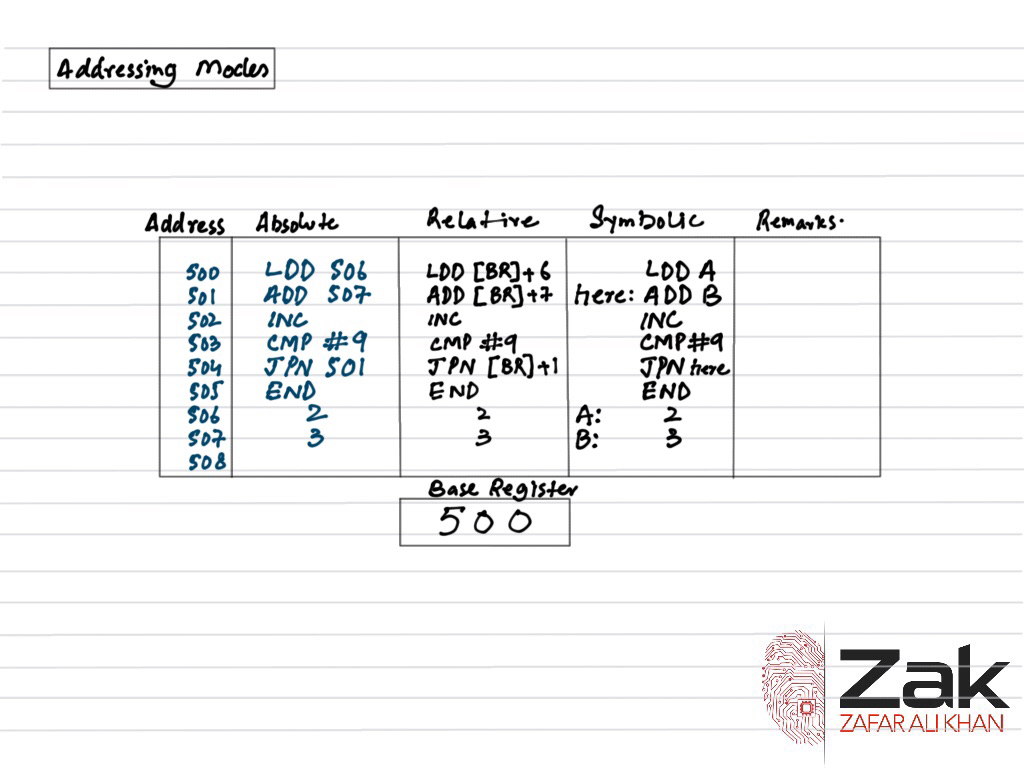 Addressing Modes
Address Absolute Relative Symbolic Remarks.
500 LDD 506 LDD [BR]+6 LDD A
501 ADD 507 ADD [BR]+7 here: ADD B
502 INC INC INC
503 CMP #9 CMP #9 CMP #9
504 JPN 501 JPN [BR]+1 JPN here
505 END END END
506 2 2 A: 2
507 3 3 B: 3
508
Base Register
500
Zak
ZAFAR ALI KHAN